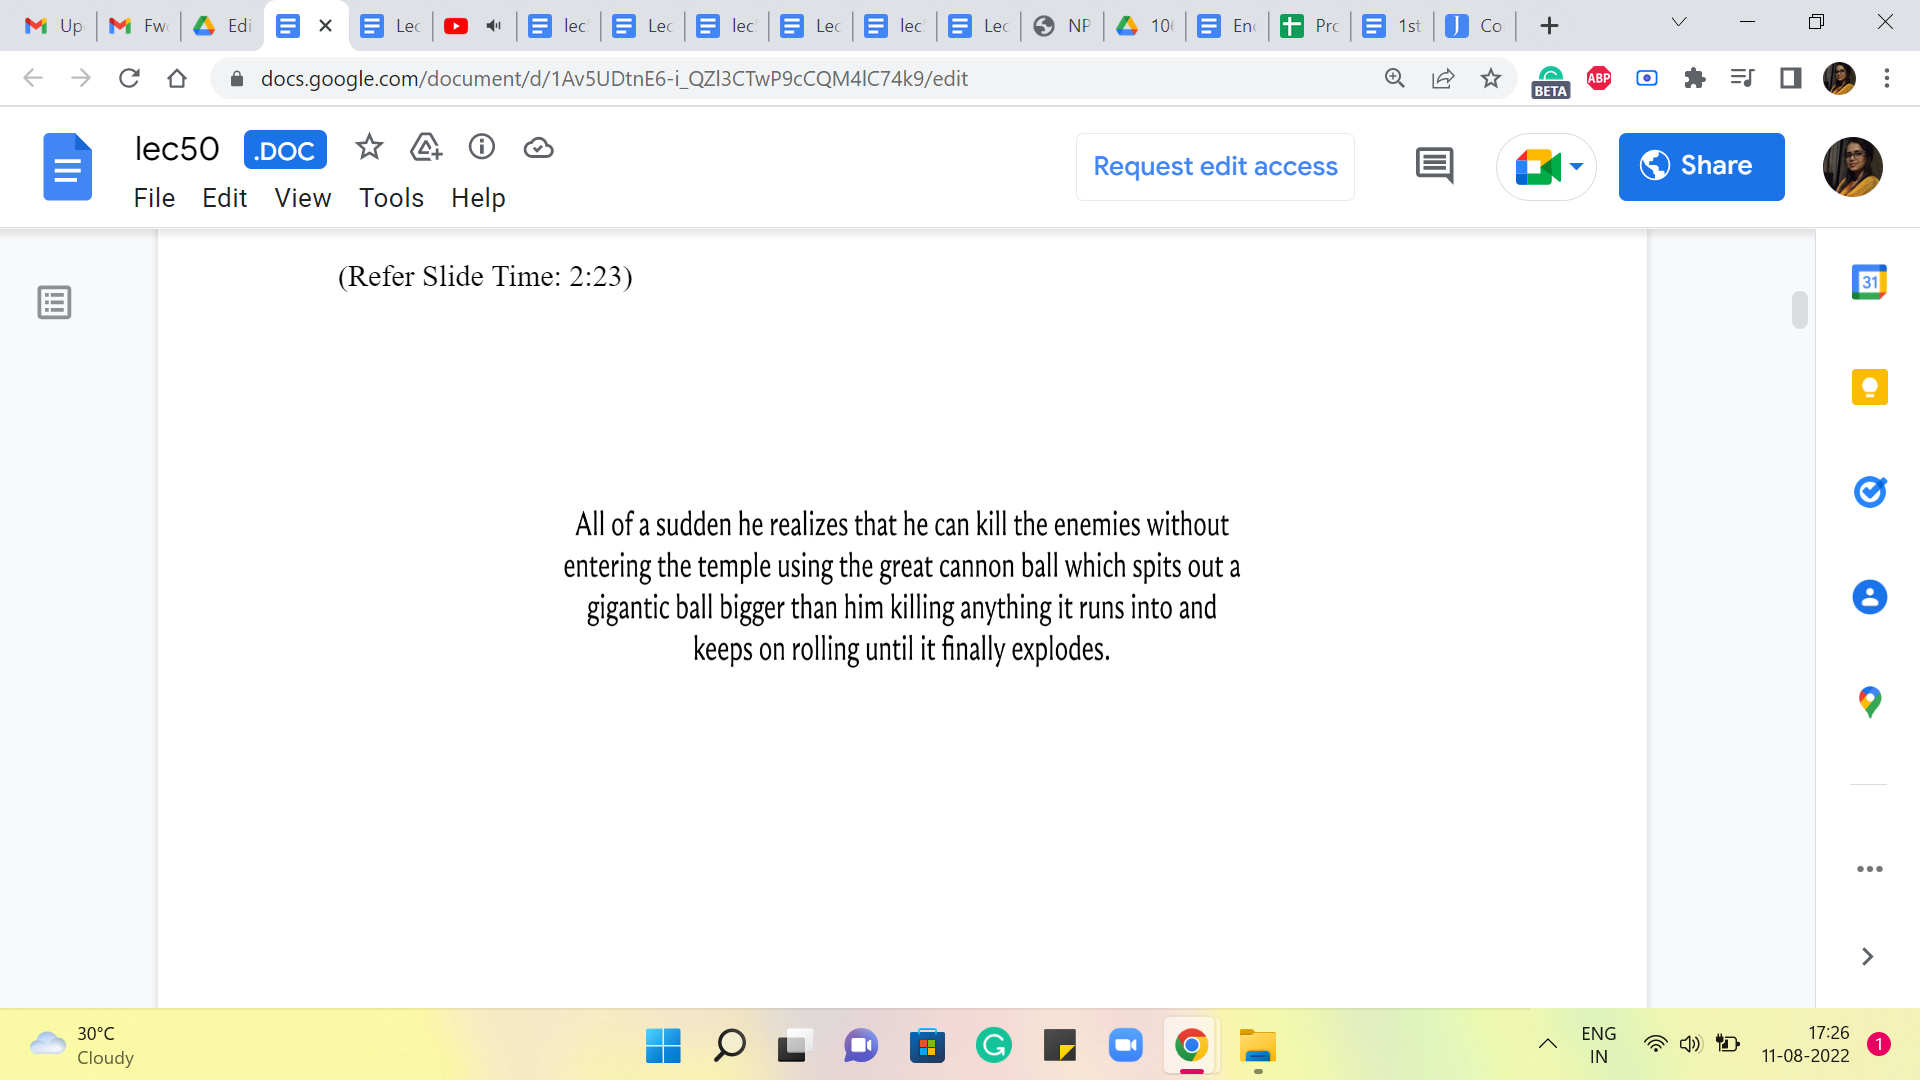 Up
Fw
Edi
Lec
lec
Lec
lec
Lec
lec
Lec
NP
10
En
Pro
1st
Co
docs.google.com/document/d/1Av5UDtnE6-i_QZl3CTwP9cCQM4lC74k9/edit
BETA
ABP
lec50
.DOC
Request edit access
Share
File Edit View Tools Help
31
(Refer Slide Time: 2:23)
All of a sudden he realizes that he can kill the enemies without
entering the temple using the great cannon ball which spits out a
gigantic ball bigger than him killing anything it runs into and
keeps on rolling until it finally explodes.
30°C
Cloudy
ENG
IN
17:26
11-08-2022
1